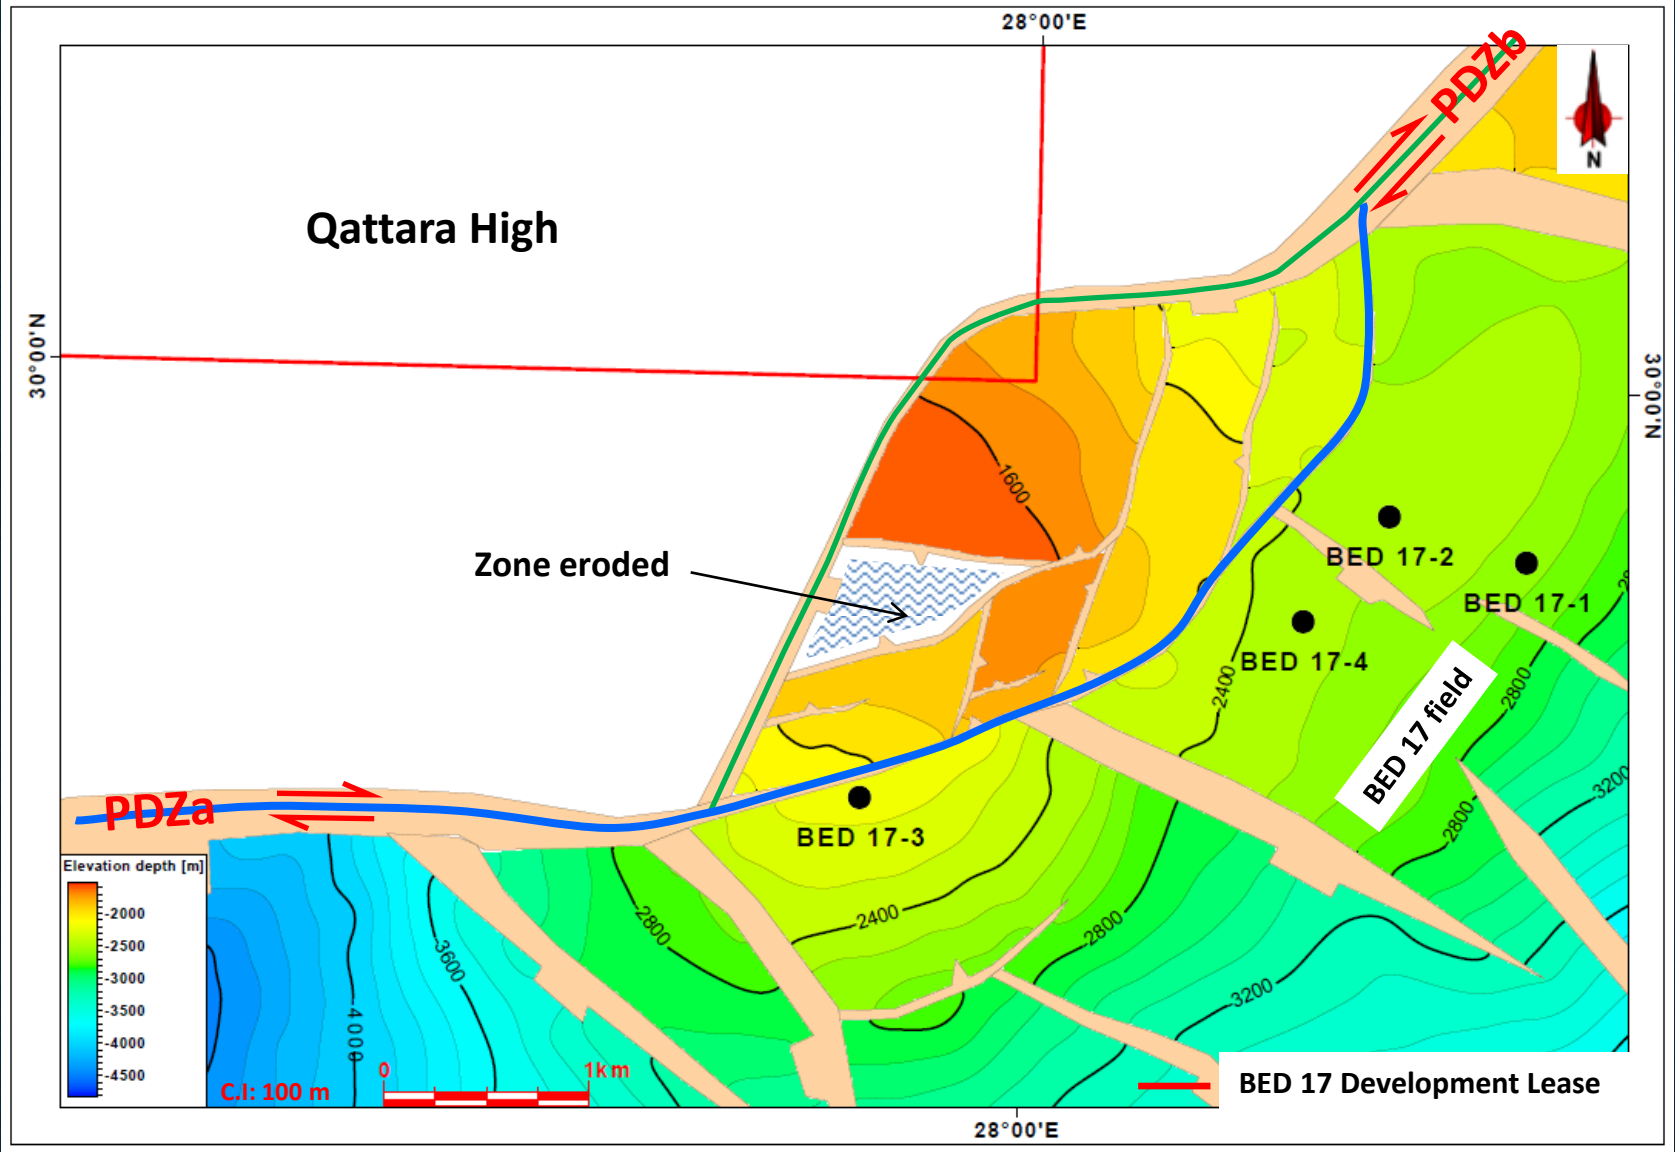 28°00'E
PDZb
N
Qattara High
30°00'N
30°00'N
1600
Zone eroded
BED 17-2
BED 17-1
BED 17-4
2400
2800
BED 17 field
3200
2800
PDZa
BED 17-3
Elevation depth [m]
-2000
-2500
-3000
-3500
-4000
-4500
2400
2800
2800
3600
3200
-4000
C.I: 100 m
0
1km
BED 17 Development Lease
28°00'E